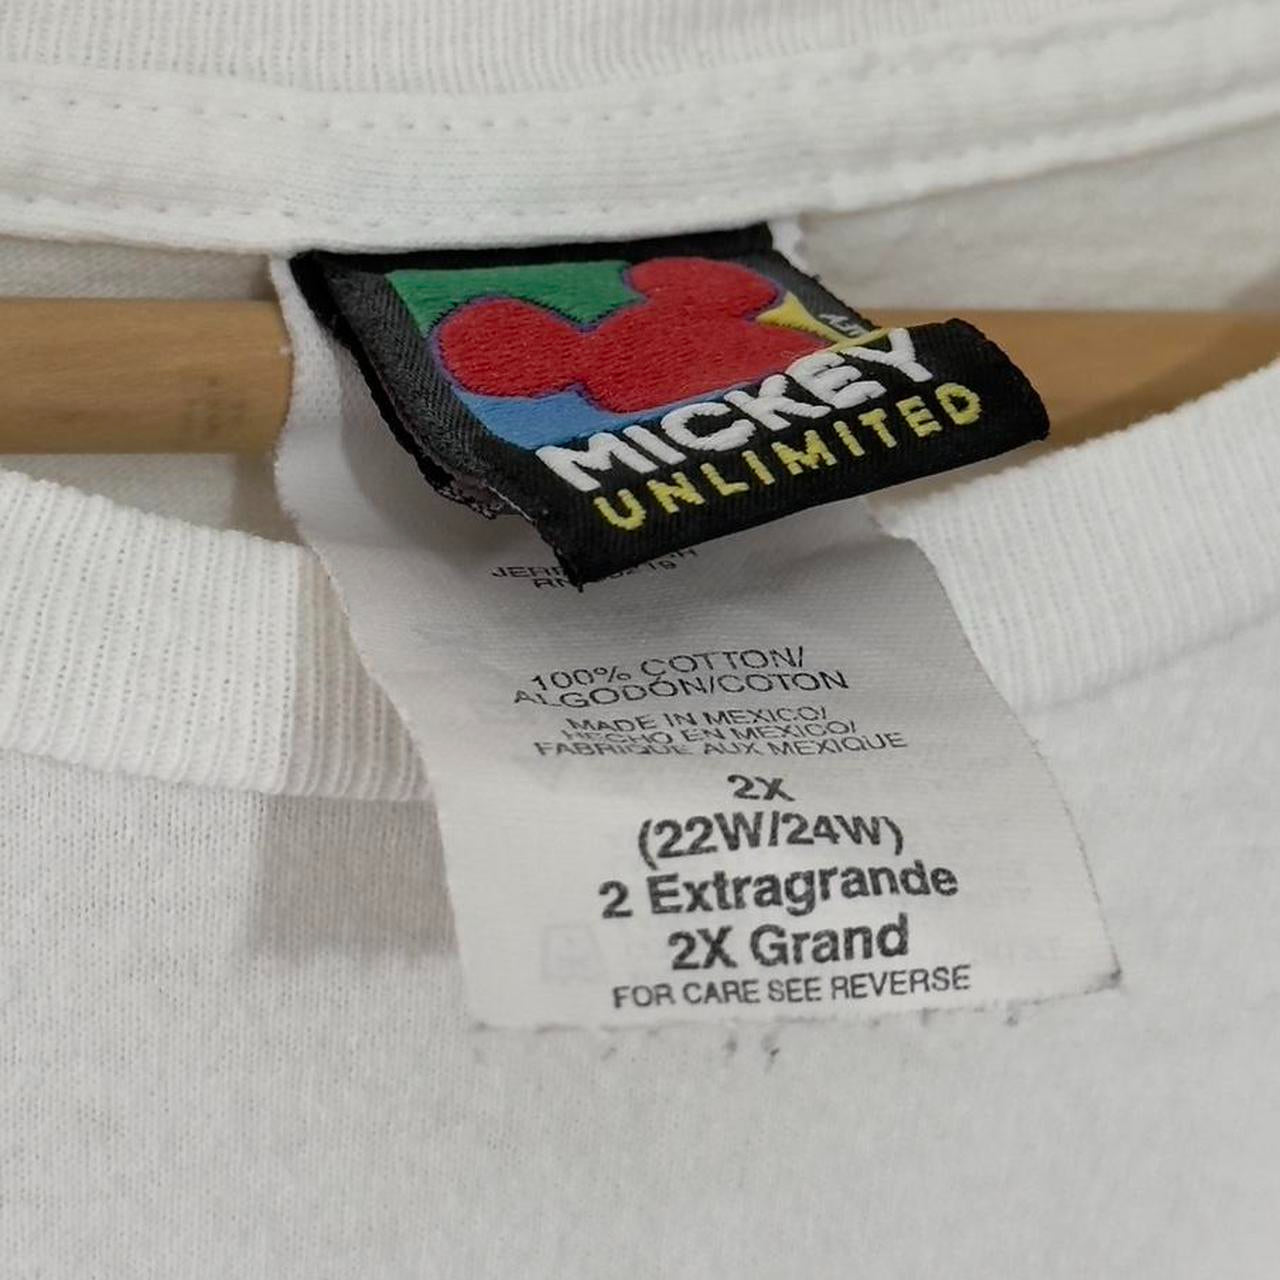 MICKEY
UNLIMITED
100% COTTON/
ALGODÓN/COTON
MADE IN MEXICO/
HECHO EN MEXICO/
FABRIQUE AUX MEXIQUE
2X
(22W/24W)
2 Extragrande
2X Grand
FOR CARE SEE REVERSE